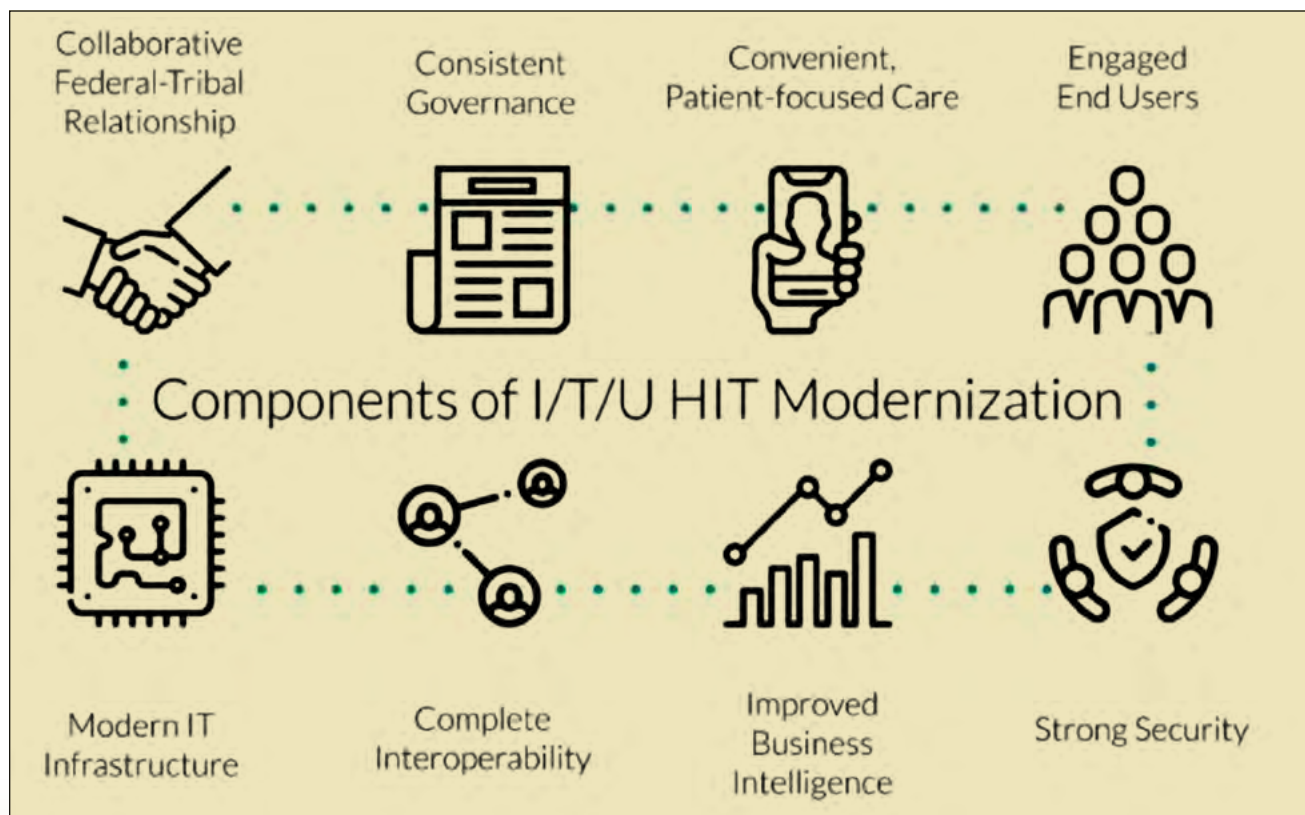 Collaborative
Federal-Tribal
Relationship
Consistent
Governance
Convenient,
Patient-focused Care
Engaged
End Users
Components of I/T/U HIT Modernization
Modern IT
Infrastructure
Complete
Interoperability
Improved
Business
Intelligence
Strong Security